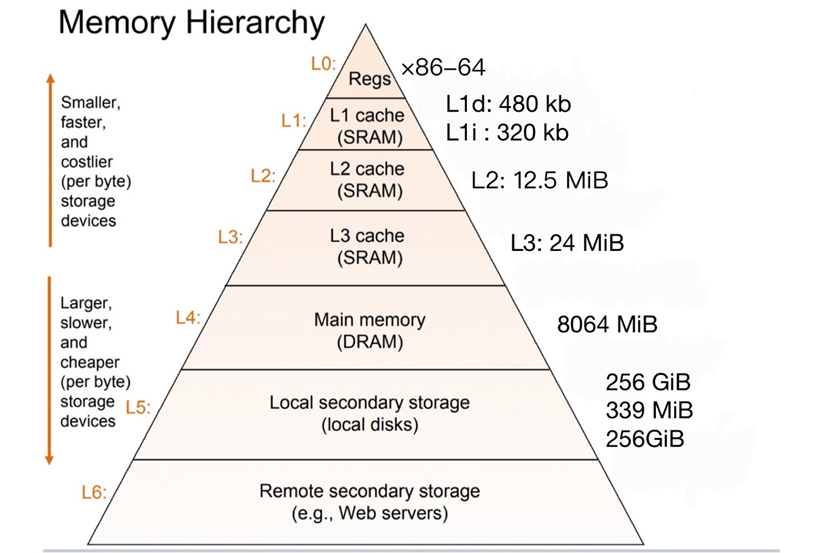 Memory Hierarchy
L0:
Regs
×86–64
Smaller,
faster,
and
costlier
(per byte)
storage
devices
L1:
L1 cache
(SRAM)
L1d: 480 kb
L1i : 320 kb
L2:
L2 cache
(SRAM)
L2: 12.5 MiB
L3:
L3 cache
(SRAM)
L3: 24 MiB
Larger,
slower,
and
cheaper
(per byte)
storage
devices
L4:
Main memory
(DRAM)
8064 MiB
L5:
Local secondary storage
(local disks)
256 GiB
339 MiB
256GiB
L6:
Remote secondary storage
(e.g., Web servers)